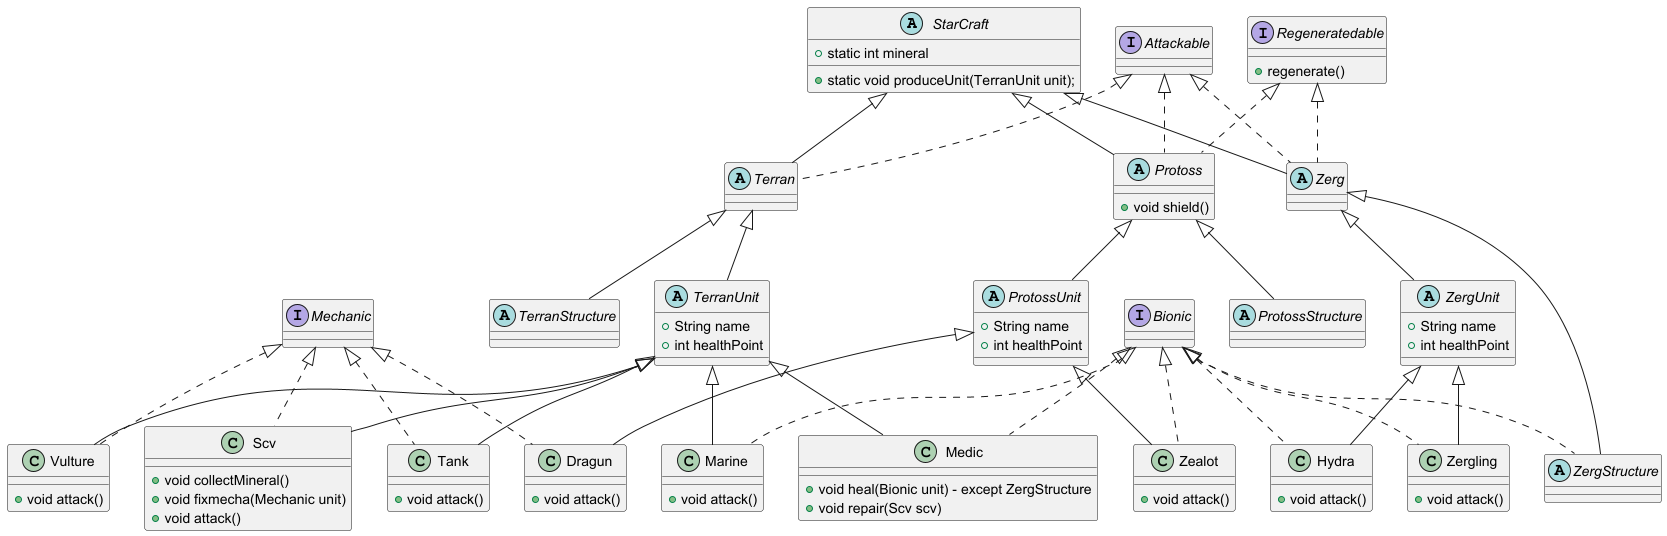 A StarCraft
static int mineral
static void produceUnit(TerranUnit unit);
I Attackable
I Regeneratedable
regenerate()
A Terran
A Protoss
void shield()
A Zerg
I Mechanic
A TerranStructure
A TerranUnit
String name
int healthPoint
A ProtossUnit
String name
int healthPoint
I Bionic
A ProtossStructure
A ZergUnit
String name
int healthPoint
C Vulture
void attack()
C Scv
void collectMineral()
void fixmecha(Mechanic unit)
void attack()
C Tank
void attack()
C Dragun
void attack()
C Marine
void attack()
C Medic
void heal(Bionic unit) - except ZergStructure
void repair(Scv scv)
C Zealot
void attack()
C Hydra
void attack()
C Zergling
void attack()
A ZergStructure